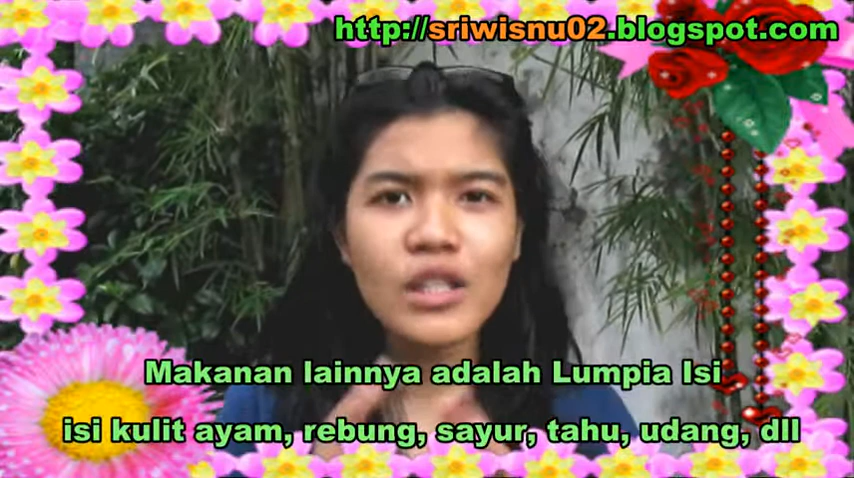 http://sriwisnu02.blogspot.com
Makanan lainnya adalah Lumpia Isi
isi kulit ayam, rebung, sayur, tahu, udang, dll